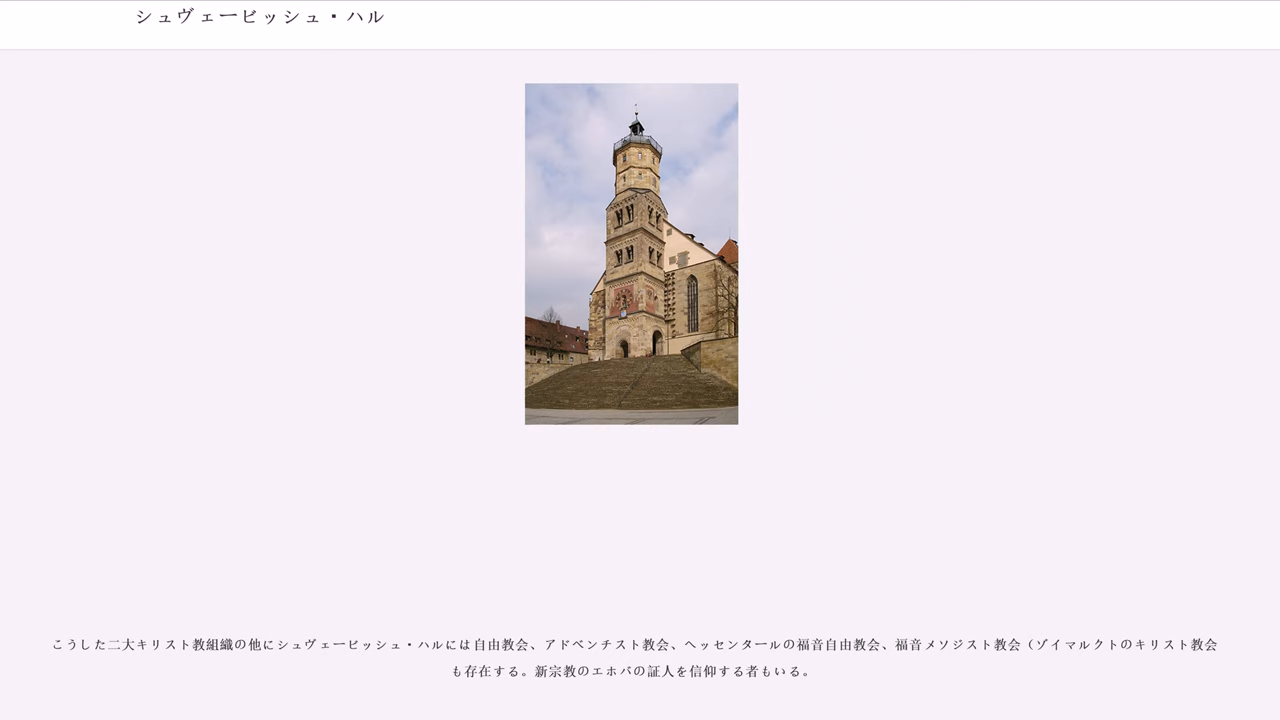 シュヴェービッシュ・ハル
こうした二大キリスト教組織の他にシュヴェービッシュ・ハルには自由教会、アドベンチスト教会、ヘッセンタールの福音自由教会、福音メソジスト教会（ゾイマルクトのキリスト教会
も存在する。新宗教のエホバの証人を信仰する者もいる。